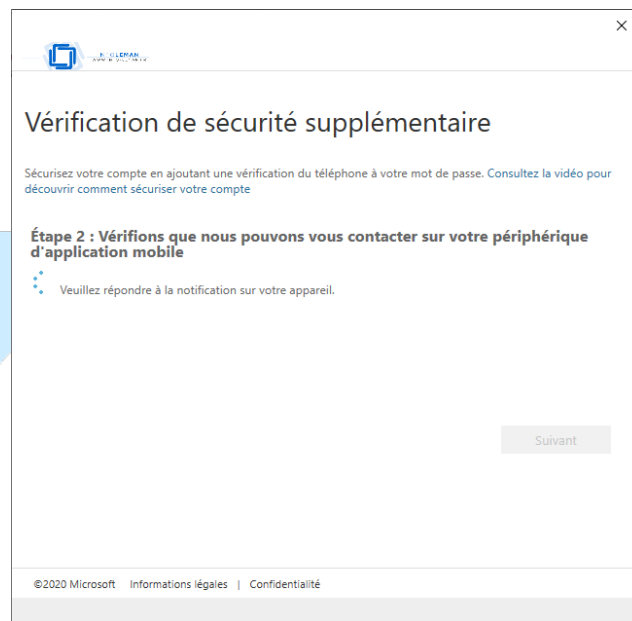 Vérification de sécurité supplémentaire
Sécurisez votre compte en ajoutant une vérification du téléphone à votre mot de passe. Consultez la vidéo pour
découvrir comment sécuriser votre compte
Étape 2 : Vérifions que nous pouvons vous contacter sur votre périphérique
d'application mobile
Veuillez répondre à la notification sur votre appareil.
Suivant
©2020 Microsoft Informations légales | Confidentialité